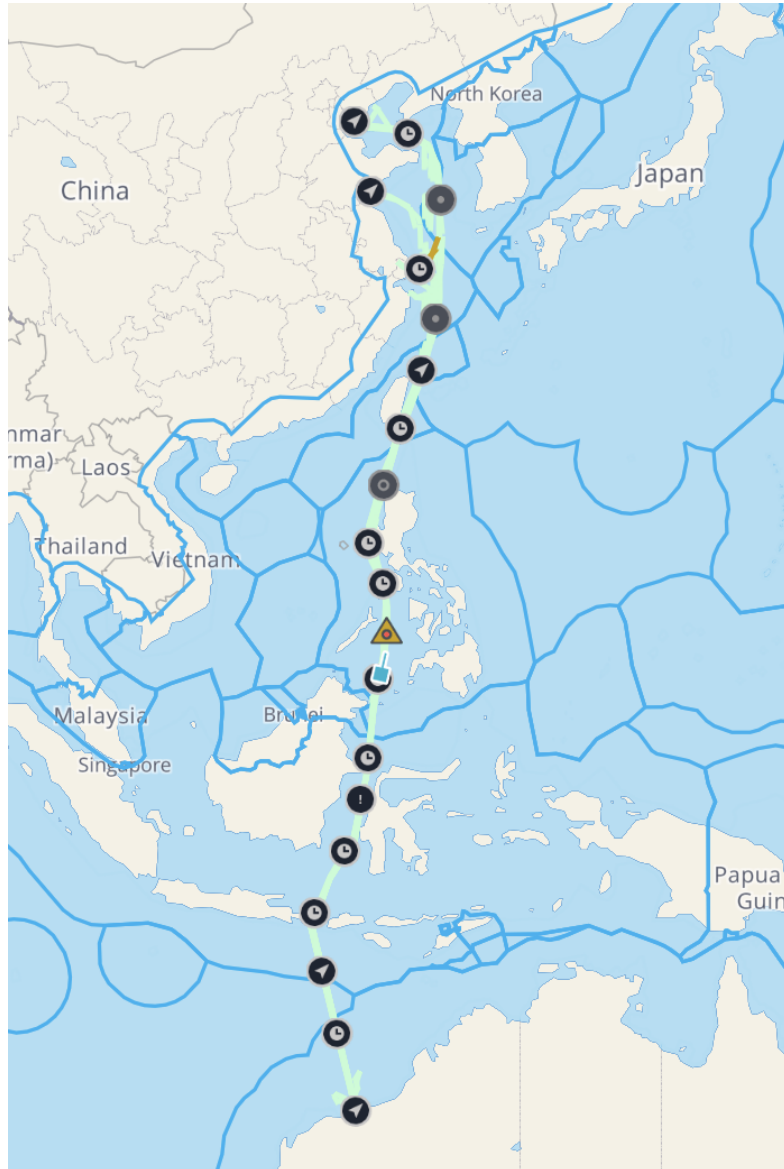 North Korea
Japan
China
nmar
rma)
Laos
Thailand
Vietnam
Malaysia
Brunei
Singapore
Papua
Guin
!